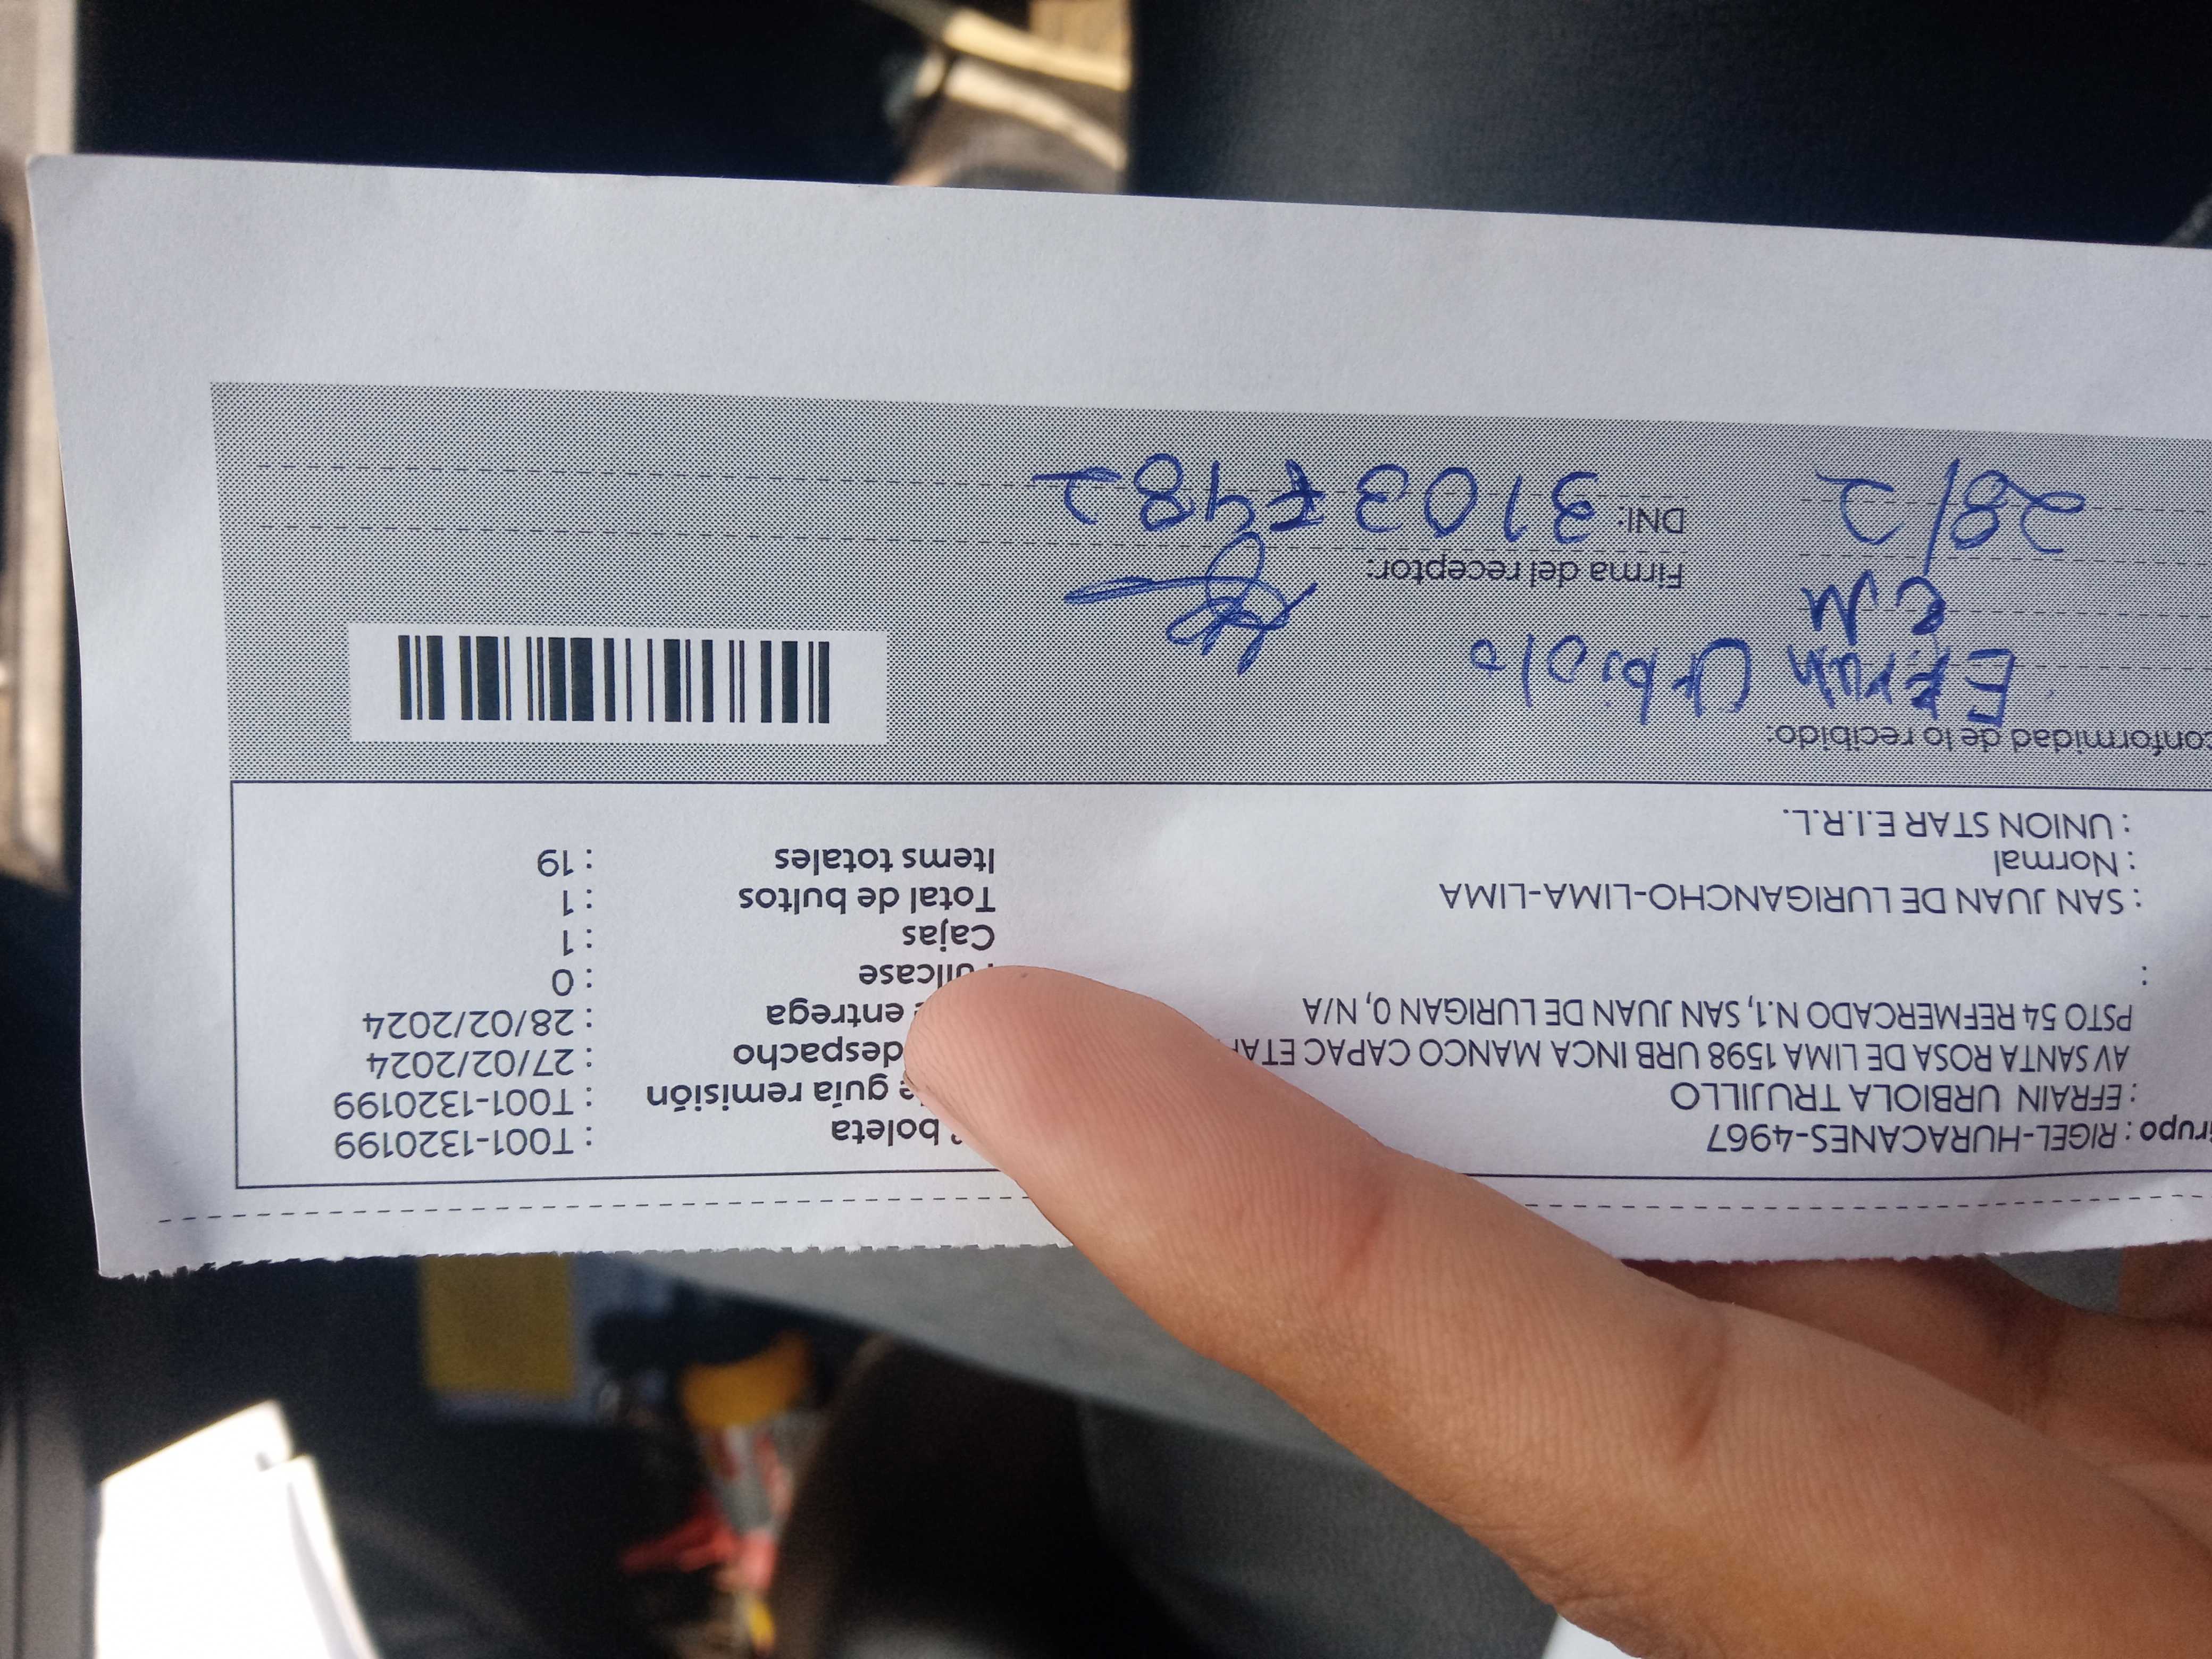 rupo : RIGEL-HURACANES-4967
: EFRAIN URBIOLA TRUJILLO
AV SANTA ROSA DE LIMA 1598 URB INCA MANCO CAPAC ETA
PSTO 54 REFMERCADO N.1, SAN JUAN DE LURIGAN 0, N/A
:
: SAN JUAN DE LURIGANCHO-LIMA-LIMA
: Normal
: UNION STAR E.I.R.L.
° boleta : T001-1320199
e guía remisión : T001-1320199
despacho : 27/02/2024
entrega : 28/02/2024
ullcase : 0
Cajas : 1
Total de bultos : 1
Items totales : 19
onformidad de lo recibido:
Urbiola
28/2
Firma del receptor:
DNI: 31037482